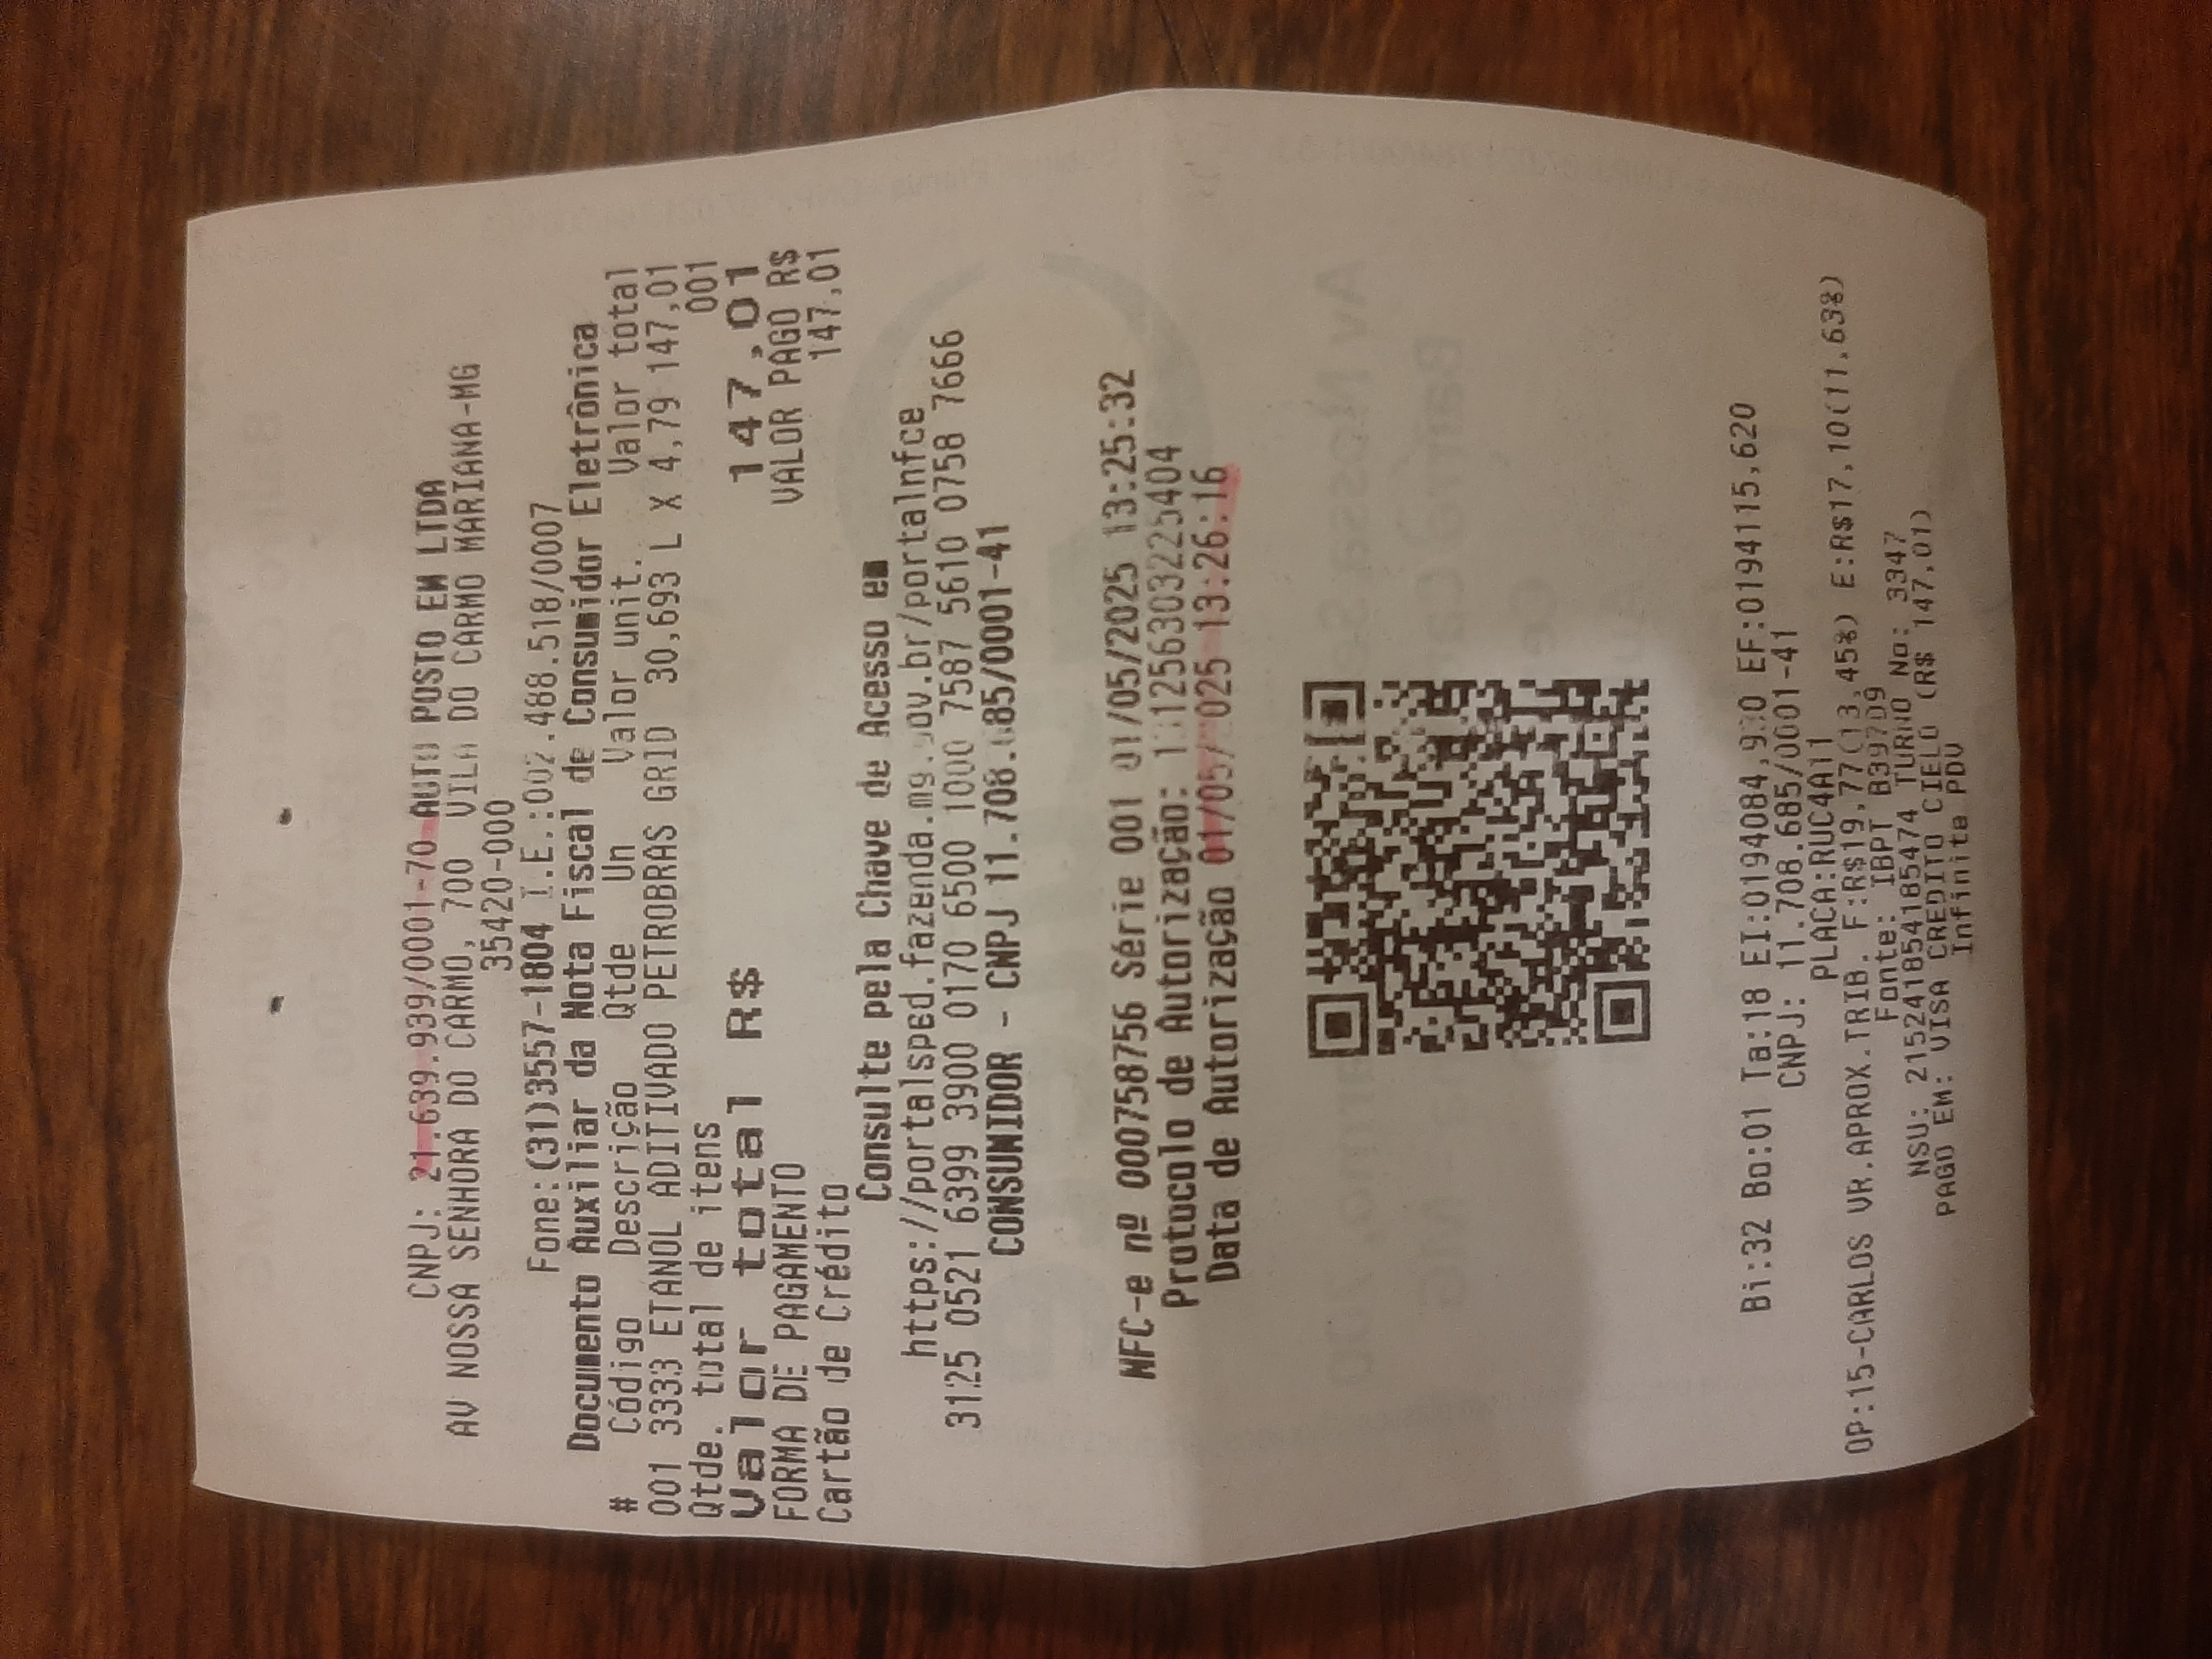 CNPJ: 21.639.939/0001-70 AUTO POSTO EW LTDA
AV NOSSA SENHORA DO CARMO, 700 VILA DO CARMO MARIANA-MG
35420-000
Fone:(31)3557-1804 I.E.:002.488.518/0007
Documento Auxiliar da Nota Fiscal de Consumidor Eletrônica
# Código Descrição Qtde Un Valor unit. Valor total
001 3333 ETANOL ADITIVADO PETROBRAS GRID 30,693 L X 4,79 147,01
Qtde. total de itens 001
Valor total R$ 147,01
FORMA DE PAGAMENTO VALOR PAGO R$
Cartão de Crédito 147,01
Consulte pela Chave de Acesso em
https://portalsped.fazenda.mg.gov.br/portalnfce
3125 0521 6399 3900 0170 6500 1000 7587 5610 0758 7666
CONSUMIDOR - CNPJ 11.708.685/0001-41
NFC-e nº 000758756 Série 001 01/05/2025 13:25:32
Protocolo de Autorização: 131256303225404
Data de Autorização 01/05/2025 13:26:16
Bi:32 Bo:01 Ta:18 EI:0194084,930 EF:0194115,620
CNPJ: 11.708.685/0001-41
PLACA:RUC4A11
OP:15-CARLOS VR.APROX.TRIB. F:R$19,77(13,45%) E:R$17,10(11,63%)
Fonte: IBPT B397D9
NSU: 215241854185474 TURNO No: 3347
PAGO EM: VISA CREDITO CIELO (R$ 147,01)
Infinite PDV